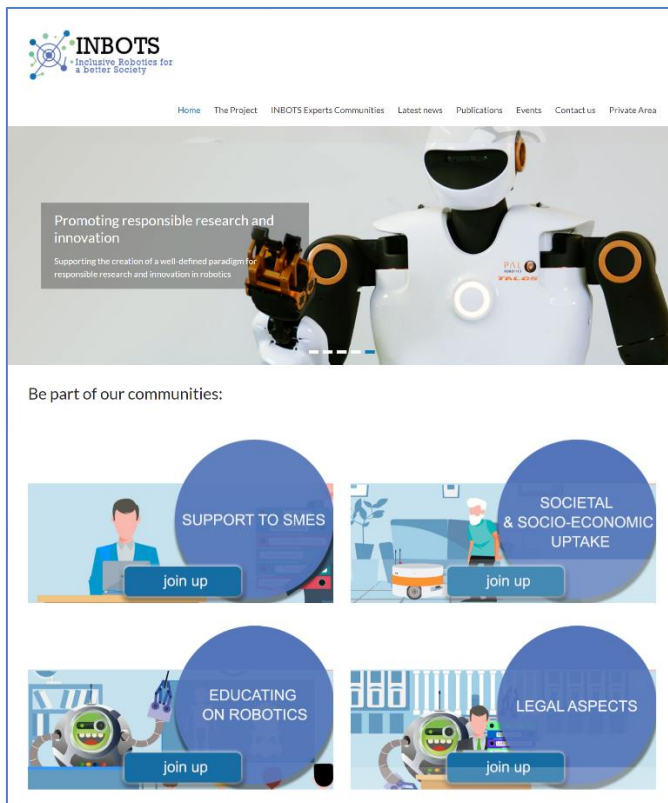 INBOTS
Inclusive Robotics for
a better Society
Home The Project INBOTS Experts Communities Latest news Publications Events Contact us Private Area
Promoting responsible research and
innovation
Supporting the creation of a well-defined paradigm for
responsible research and innovation in robotics
PAL
ROBOTICS
TALOS
Be part of our communities:
SUPPORT TO SMES
join up
SOCIETAL
& SOCIO-ECONOMIC
UPTAKE
join up
EDUCATING
ON ROBOTICS
join up
LEGAL ASPECTS
join up